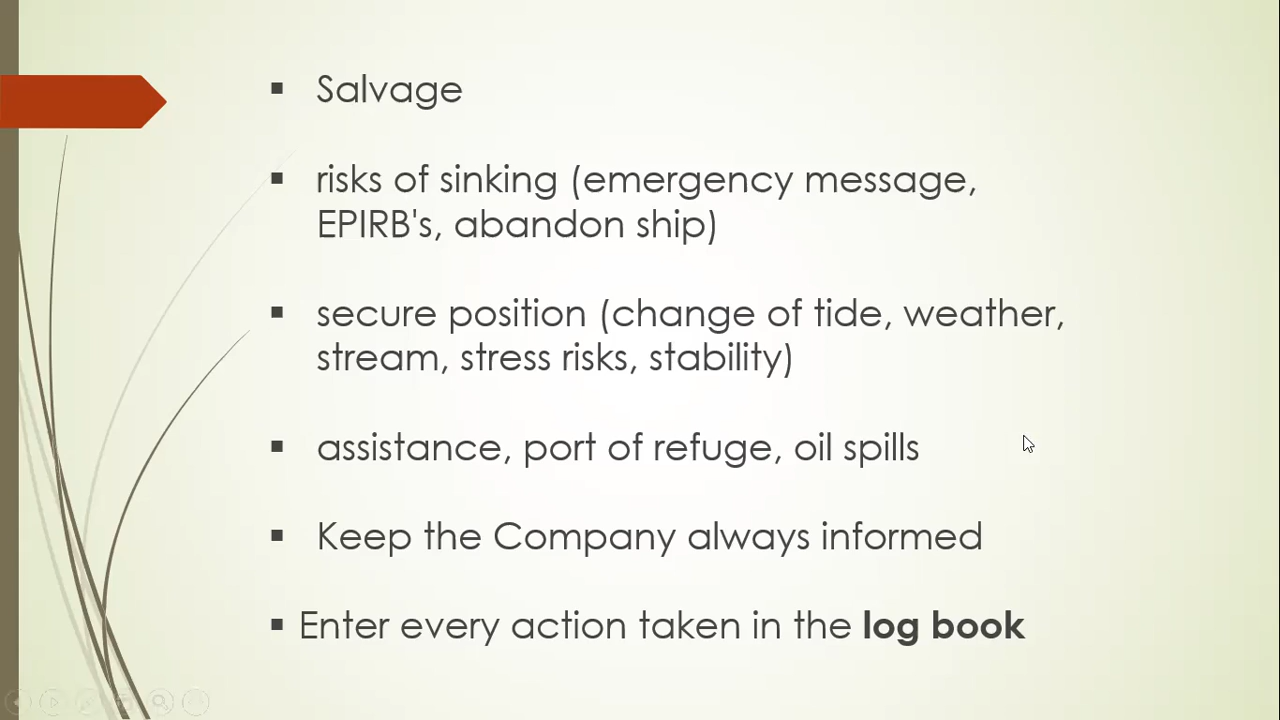 ▪ Salvage
▪ risks of sinking (emergency message,
EPIRB's, abandon ship)
▪ secure position (change of tide, weather,
stream, stress risks, stability)
▪ assistance, port of refuge, oil spills
▪ Keep the Company always informed
▪ Enter every action taken in the log book